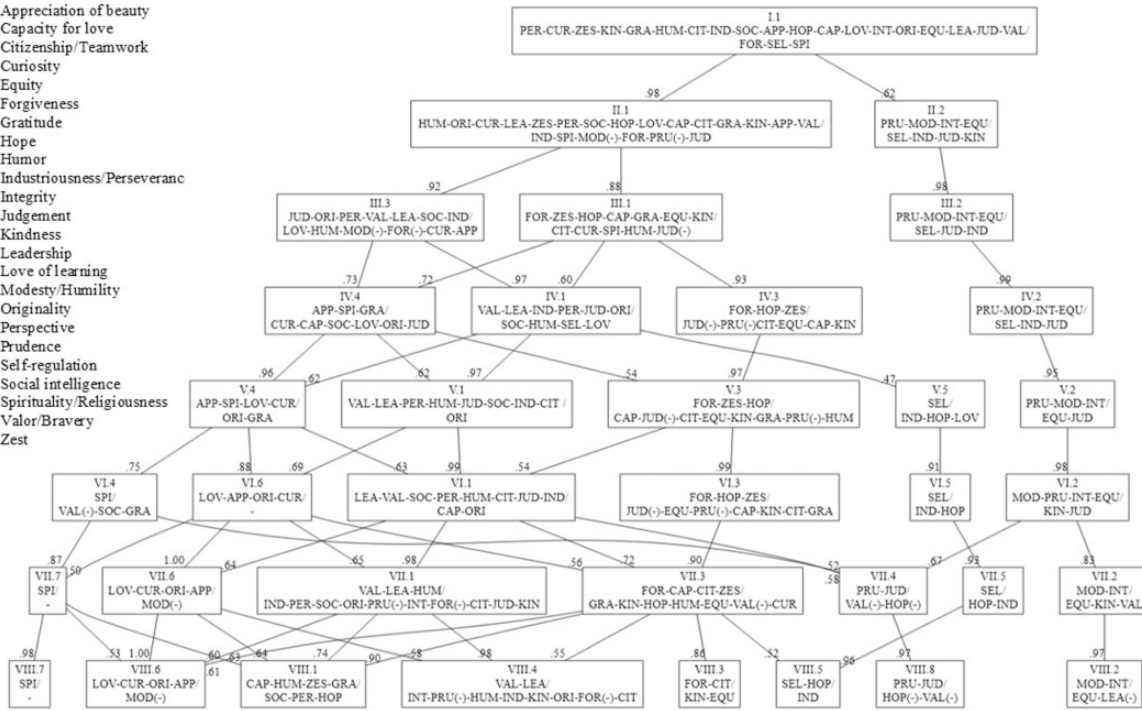 Appreciation of beauty
Capacity for love
Citizenship/Teamwork
Curiosity
Equity
Forgiveness
Gratitude
Hope
Humor
Industriousness/Perseveranc
Integrity
Judgement
Kindness
Leadership
Love of learning
Modesty/Humility
Originality
Perspective
Prudence
Self-regulation
Social intelligence
Spirituality/Religiousness
Valor/Bravery
Zest
I.1
PER-CUR-ZES-KIN-GRA-HUM-CIT-IND-SOC-APP-HOP-CAP-LOV-INT-ORI-EQU-LEA-JUD-VAL/
FOR-SEL-SPI
.98 .62
II.1
HUM-ORI-CUR-LEA-ZES-PER-SOC-HOP-LOV-CAP-CIT-GRA-KIN-APP-VAL/
IND-SPI-MOD(-)-FOR-PRU(-)-JUD
II.2
PRU-MOD-INT-EQU/
SEL-IND-JUD-KIN
.92 .88 .98
III.3
JUD-ORI-PER-VAL-LEA-SOC-IND/
LOV-HUM-MOD(-)-FOR(-)-CUR-APP
III.1
FOR-ZES-HOP-CAP-GRA-EQU-KIN/
CIT-CUR-SPI-HUM-JUD(-)
III.2
PRU-MOD-INT-EQU/
SEL-JUD-IND
.73 .72 .97 .60 .93 .99
IV.4
APP-SPI-GRA/
CUR-CAP-SOC-LOV-ORI-JUD
IV.1
VAL-LEA-IND-PER-JUD-ORI/
SOC-HUM-SEL-LOV
IV.3
FOR-HOP-ZES/
JUD(-)-PRU(-)CIT-EQU-CAP-KIN
IV.2
PRU-MOD-INT-EQU/
SEL-IND-JUD
.96 .62 .62 .97 .54 .97 .47 .95
V.4
APP-SPI-LOV-CUR/
ORI-GRA
V.1
VAL-LEA-PER-HUM-JUD-SOC-IND-CIT /
ORI
V.3
FOR-ZES-HOP/
CAP-JUD(-)-CIT-EQU-KIN-GRA-PRU(-)-HUM
V.5
SEL/
IND-HOP-LOV
V.2
PRU-MOD-INT/
EQU-JUD
.75 .88 .69 .63 .99 .54 .99 .91 .98
VI.4
SPI/
VAL(-)-SOC-GRA
VI.6
LOV-APP-ORI-CUR/
-
VI.1
LEA-VAL-SOC-PER-HUM-CIT-JUD-IND/
CAP-ORI
VI.3
FOR-HOP-ZES/
JUD(-)-EQU-PRU(-)-CAP-KIN-CIT-GRA
VI.5
SEL/
IND-HOP
VI.2
MOD-PRU-INT-EQU/
KIN-JUD
.87 .50 1.00 .64 .65 .98 .56 .72 .90 .52 .58 .67 .93 .83
VII.7
SPI/
-
VII.6
LOV-CUR-ORI-APP/
MOD(-)
VII.1
VAL-LEA-HUM/
IND-PER-SOC-ORI-PRU(-)-INT-FOR(-)-CIT-JUD-KIN
VII.3
FOR-CAP-CIT-ZES/
GRA-KIN-HOP-HUM-EQU-VAL(-)-CUR
VII.4
PRU-JUD/
VAL(-)-HOP(-)
VII.5
SEL/
HOP-IND
VII.2
MOD-INT/
EQU-KIN-VAL
.98 .53 1.00 .60 .61 .63 .64 .74 .90 .58 .98 .55 .86 .52 .96 .97 .97
VIII.7
SPI/
-
VIII.6
LOV-CUR-ORI-APP/
MOD(-)
VIII.1
CAP-HUM-ZES-GRA/
SOC-PER-HOP
VIII.4
VAL-LEA/
INT-PRU(-)-HUM-IND-KIN-ORI-FOR(-)-CIT
VIII.3
FOR-CIT/
KIN-EQU
VIII.5
SEL-HOP/
IND
VIII.8
PRU-JUD/
HOP(-)-VAL(-)
VIII.2
MOD-INT/
EQU-LEA(-)